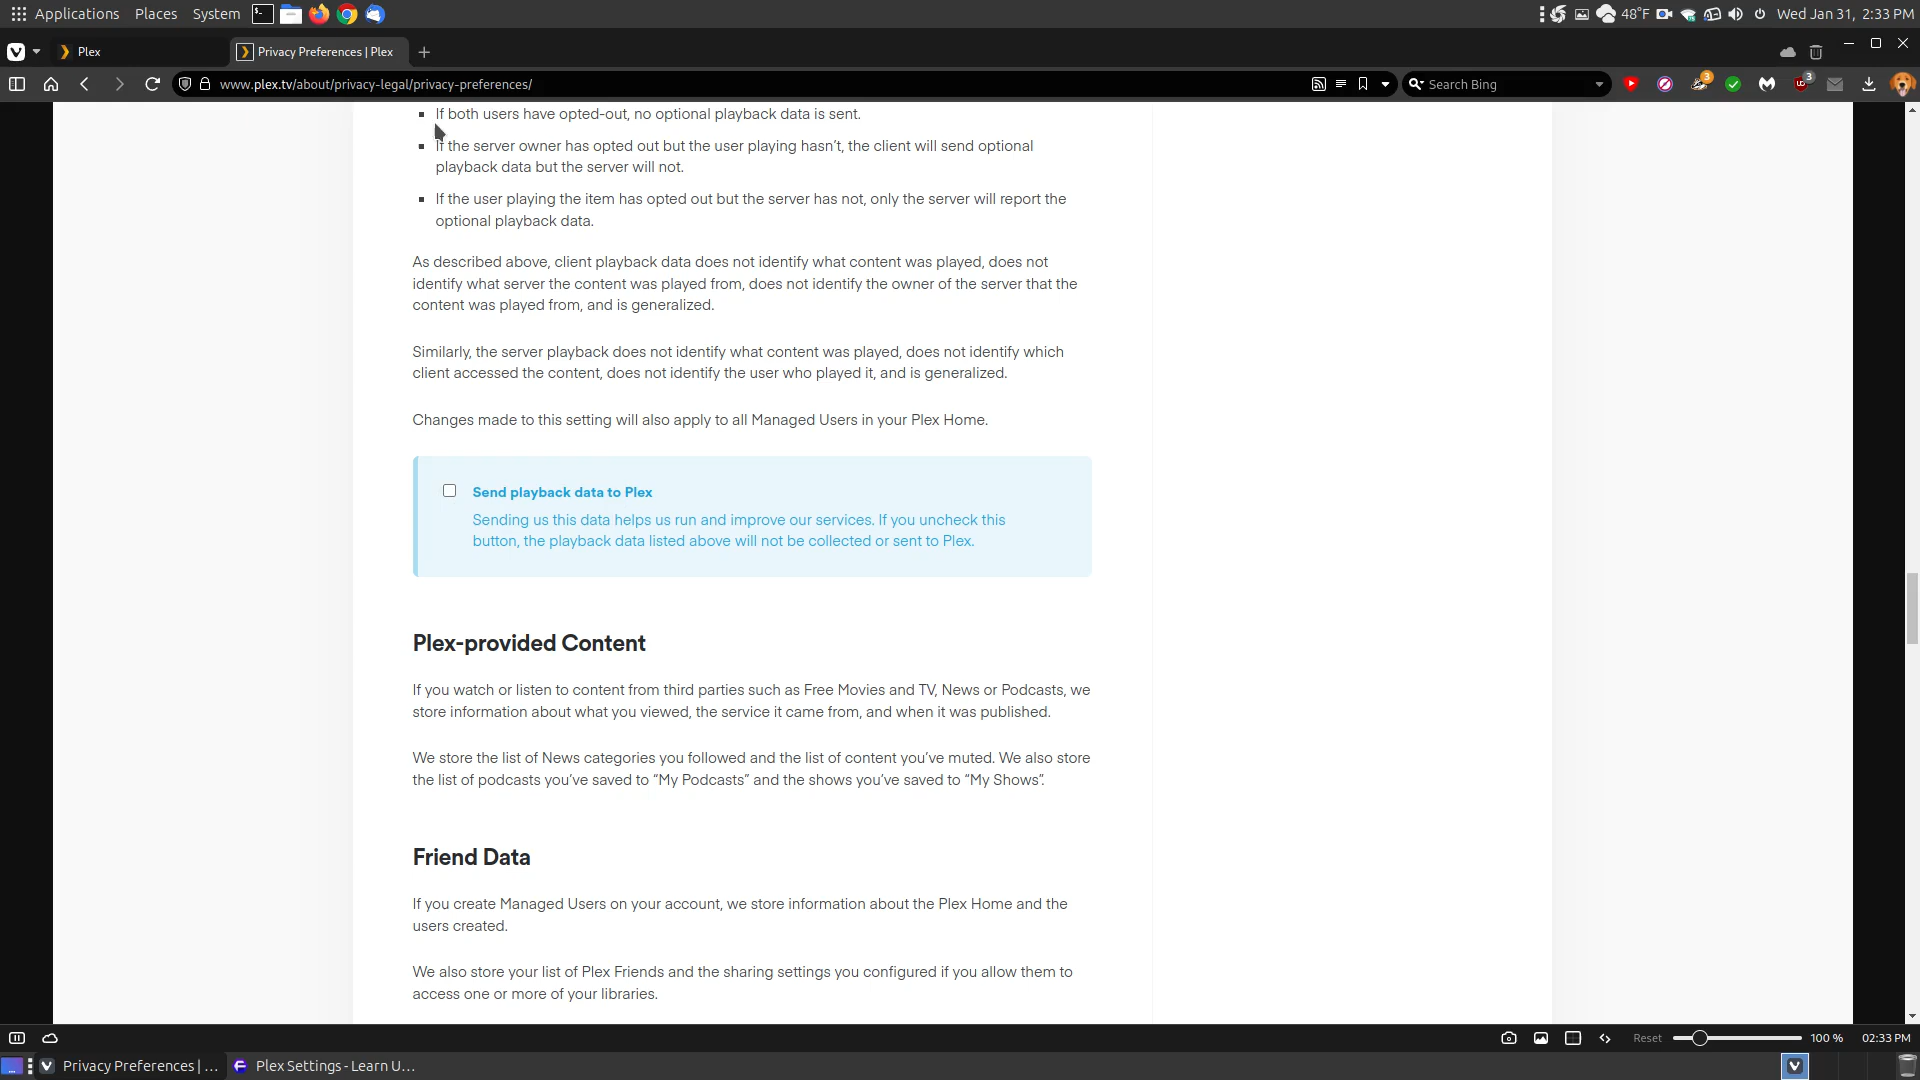 Applications Places System 48°F Wed Jan 31, 2:33 PM
Plex Privacy Preferences | Plex
www.plex.tv/about/privacy-legal/privacy-preferences/ Search Bing 3 3
If both users have opted-out, no optional playback data is sent.
If the server owner has opted out but the user playing hasn’t, the client will send optional
playback data but the server will not.
If the user playing the item has opted out but the server has not, only the server will report the
optional playback data.
As described above, client playback data does not identify what content was played, does not
identify what server the content was played from, does not identify the owner of the server that the
content was played from, and is generalized.
Similarly, the server playback does not identify what content was played, does not identify which
client accessed the content, does not identify the user who played it, and is generalized.
Changes made to this setting will also apply to all Managed Users in your Plex Home.
Send playback data to Plex
Sending us this data helps us run and improve our services. If you uncheck this
button, the playback data listed above will not be collected or sent to Plex.
Plex-provided Content
If you watch or listen to content from third parties such as Free Movies and TV, News or Podcasts, we
store information about what you viewed, the service it came from, and when it was published.
We store the list of News categories you followed and the list of content you’ve muted. We also store
the list of podcasts you’ve saved to “My Podcasts” and the shows you’ve saved to “My Shows”.
Friend Data
If you create Managed Users on your account, we store information about the Plex Home and the
users created.
We also store your list of Plex Friends and the sharing settings you configured if you allow them to
access one or more of your libraries.
Reset 100 % 02:33 PM
Privacy Preferences | ... Plex Settings - Learn U...